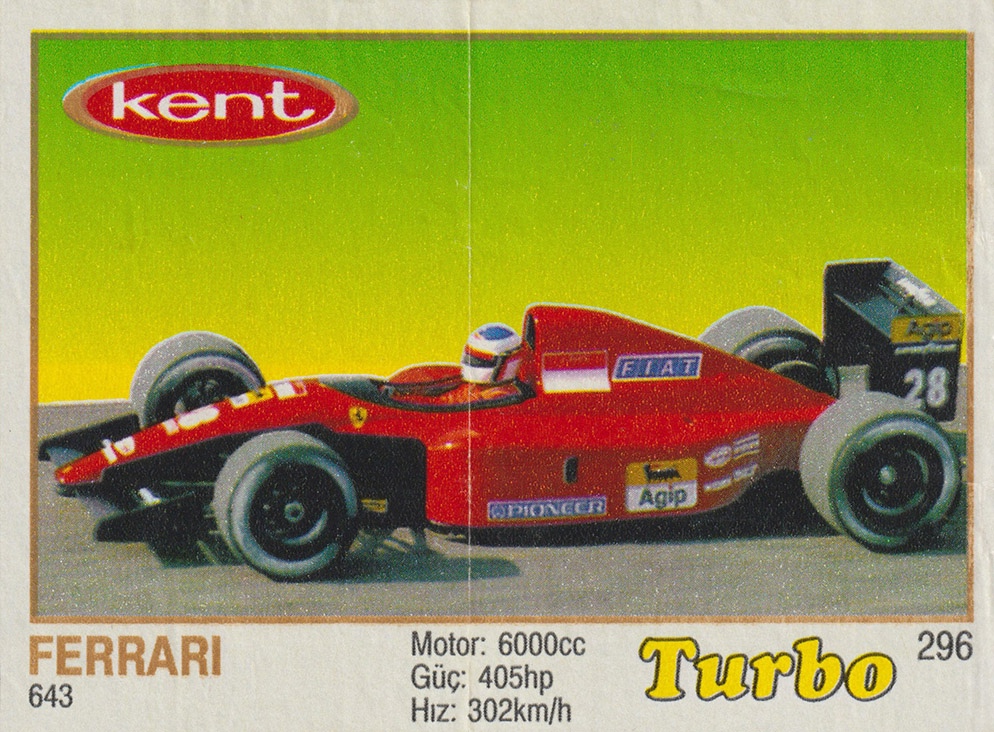 kent
FIAT
Agip
28
Agip
PIONEER
FERRARI
643
Motor: 6000cc
Güç: 405hp
Hız: 302km/h
Turbo
296